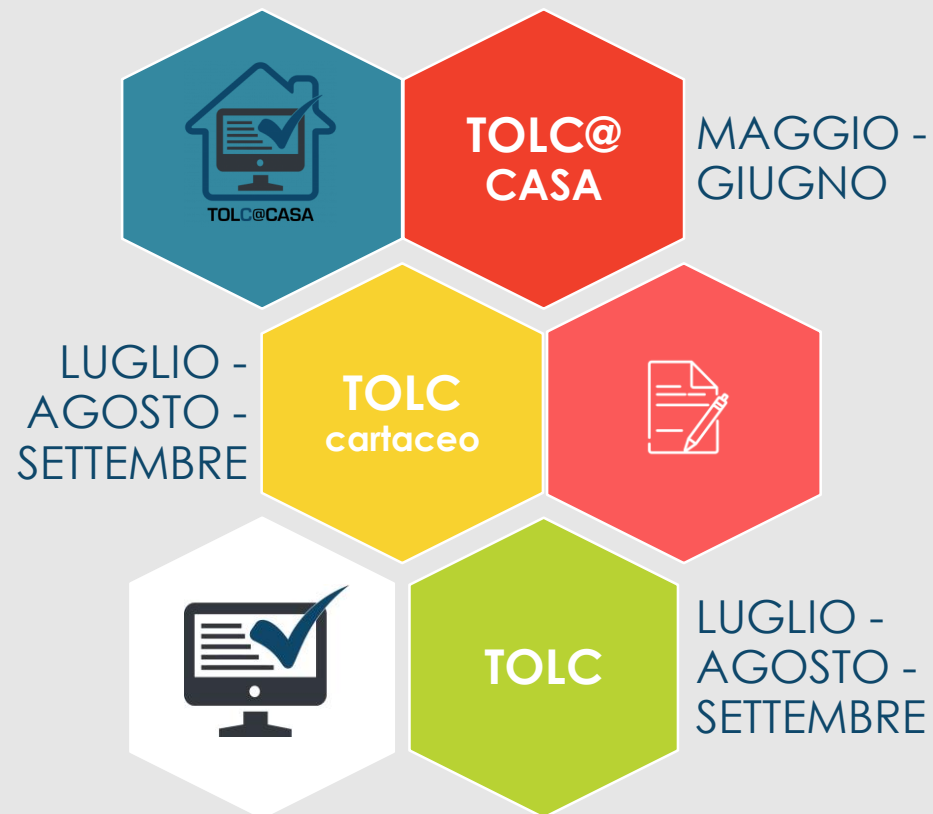 TOLC@CASA
TOLC@
CASA
MAGGIO -
GIUGNO
LUGLIO -
AGOSTO -
SETTEMBRE
TOLC
cartaceo
TOLC
LUGLIO -
AGOSTO -
SETTEMBRE